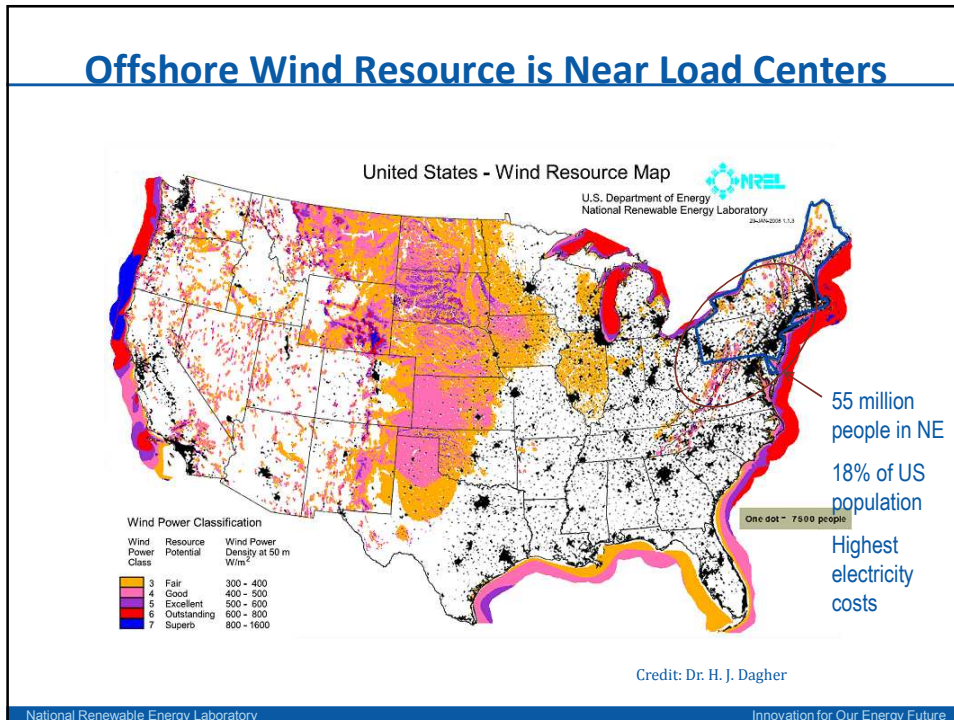 Offshore Wind Resource is Near Load Centers
United States - Wind Resource Map
NREL
U.S. Department of Energy
National Renewable Energy Laboratory
55 million
people in NE
18% of US
population
One dot = 7500 people
Highest
electricity
costs
Wind Power Classification
Wind Resource Wind Power
Power Potential Density at 50 m
Class W/m²
3 Fair 300 - 400
4 Good 400 - 500
5 Excellent 500 - 600
6 Outstanding 600 - 800
7 Superb 800 - 1600
Credit: Dr. H. J. Dagher
National Renewable Energy Laboratory Innovation for Our Energy Future